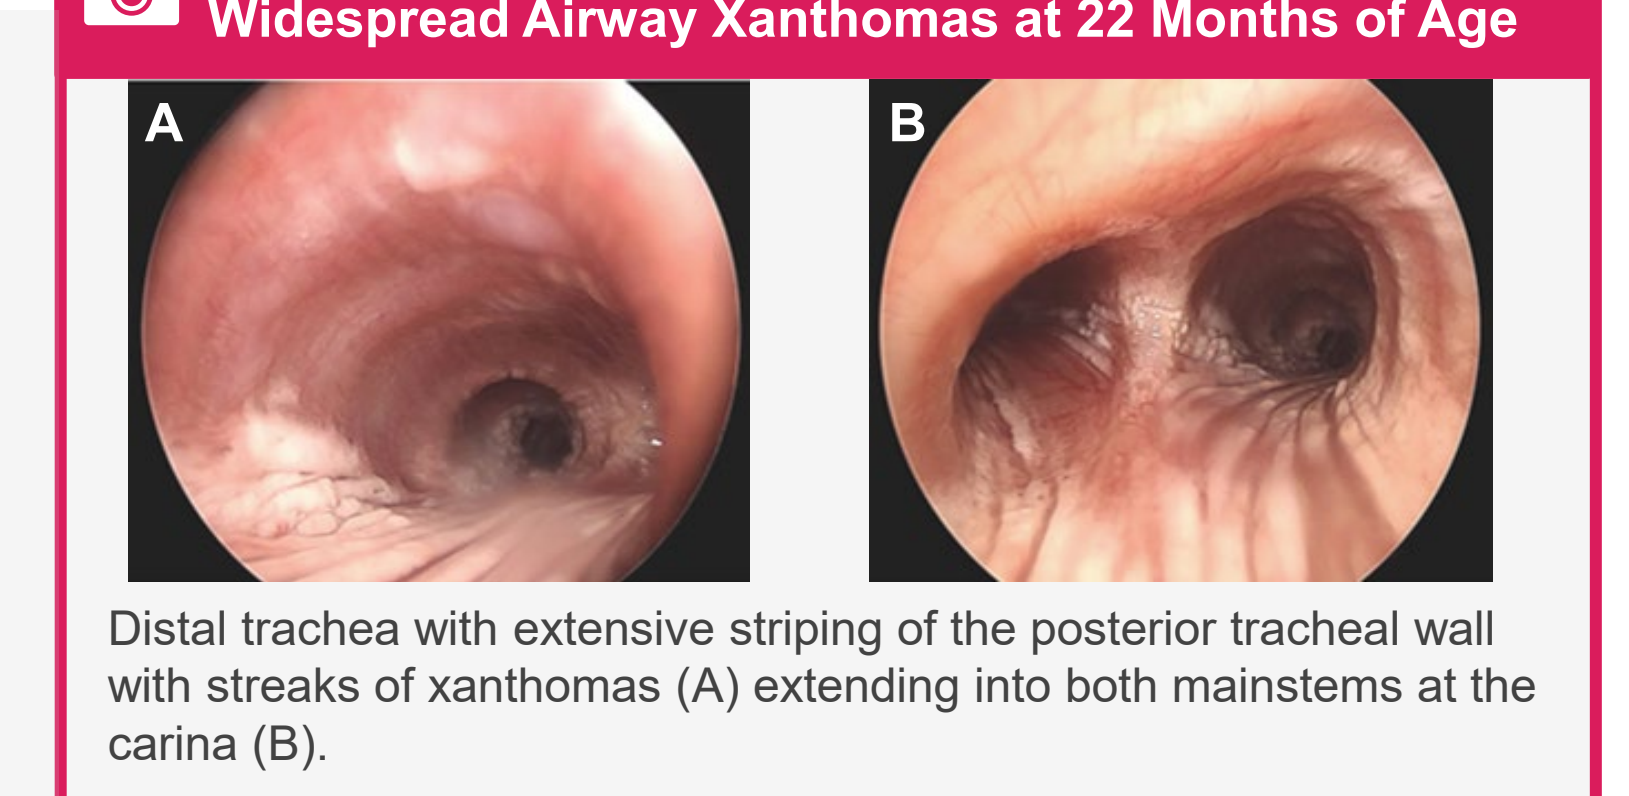 Widespread Airway Xanthomas at 22 Months of Age
A
B
Distal trachea with extensive striping of the posterior tracheal wall
with streaks of xanthomas (A) extending into both mainstems at the
carina (B).